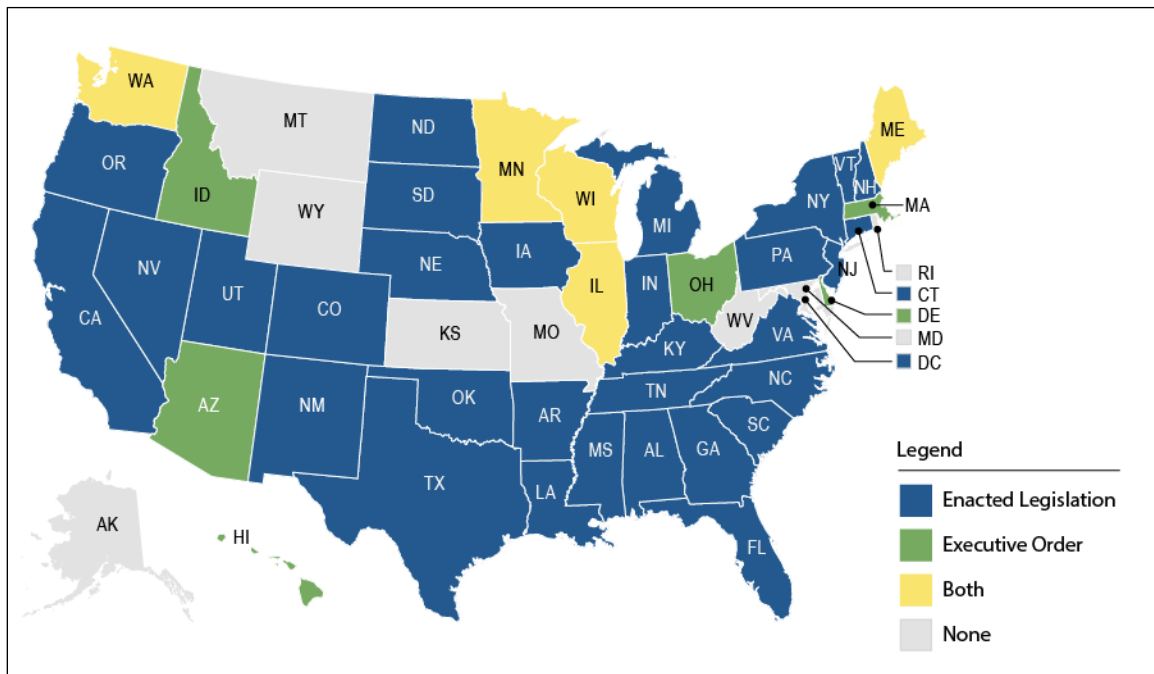 WA
MT
ND
ME
OR
ID
MN
VT
NH
MA
WY
SD
WI
NY
MI
RI
CT
DE
MD
DC
NV
UT
NE
IA
IL
IN
OH
PA
NJ
CA
CO
KS
MO
WV
VA
KY
AZ
NM
OK
AR
TN
NC
SC
MS
AL
GA
TX
LA
FL
AK
HI
Legend
Enacted Legislation
Executive Order
Both
None